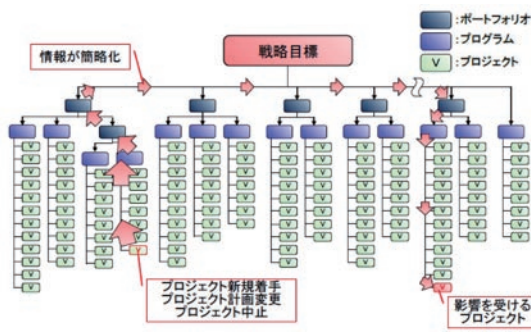 戦略目標
情報が簡略化
:ポートフォリオ
:プログラム
V :プロジェクト
プロジェクト新規着手
プロジェクト計画変更
プロジェクト中止
影響を受ける
プロジェクト